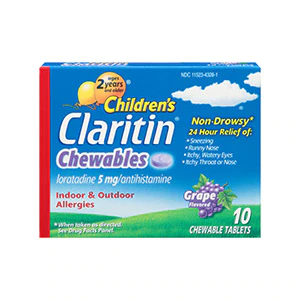 ages
2 years
and older
NDC 11523-4328-1
Children's
Claritin®
Chewables
loratadine 5 mg/antihistamine
Non-Drowsy*
24 Hour Relief of:
• Sneezing
• Runny Nose
• Itchy, Watery Eyes
• Itchy Throat or Nose
Indoor & Outdoor
Allergies
Grape
flavored
*When taken as directed.
See Drug Facts Panel.
10
CHEWABLE TABLETS